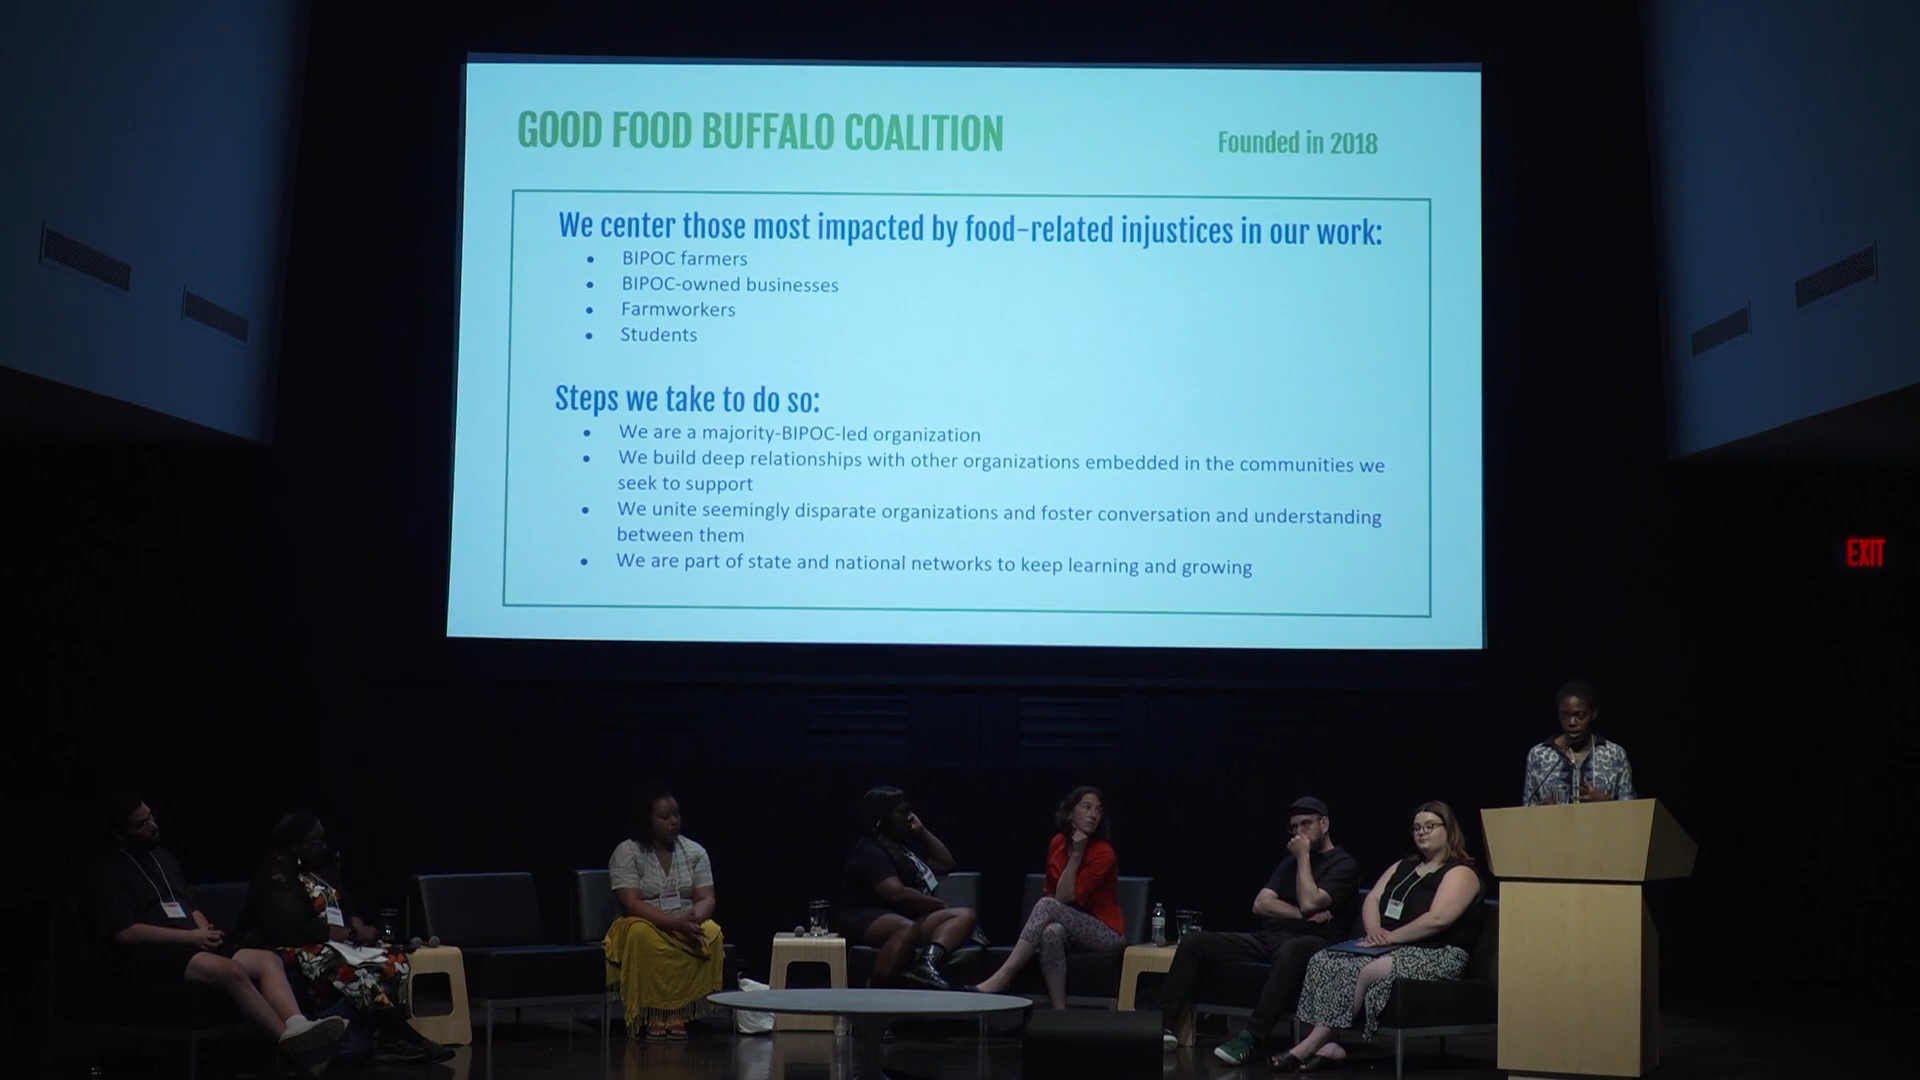 GOOD FOOD BUFFALO COALITION
Founded in 2018
We center those most impacted by food-related injustices in our work:
• BIPOC farmers
• BIPOC-owned businesses
• Farmworkers
• Students
Steps we take to do so:
• We are a majority-BIPOC-led organization
• We build deep relationships with other organizations embedded in the communities we
seek to support
• We unite seemingly disparate organizations and foster conversation and understanding
between them
• We are part of state and national networks to keep learning and growing
EXIT